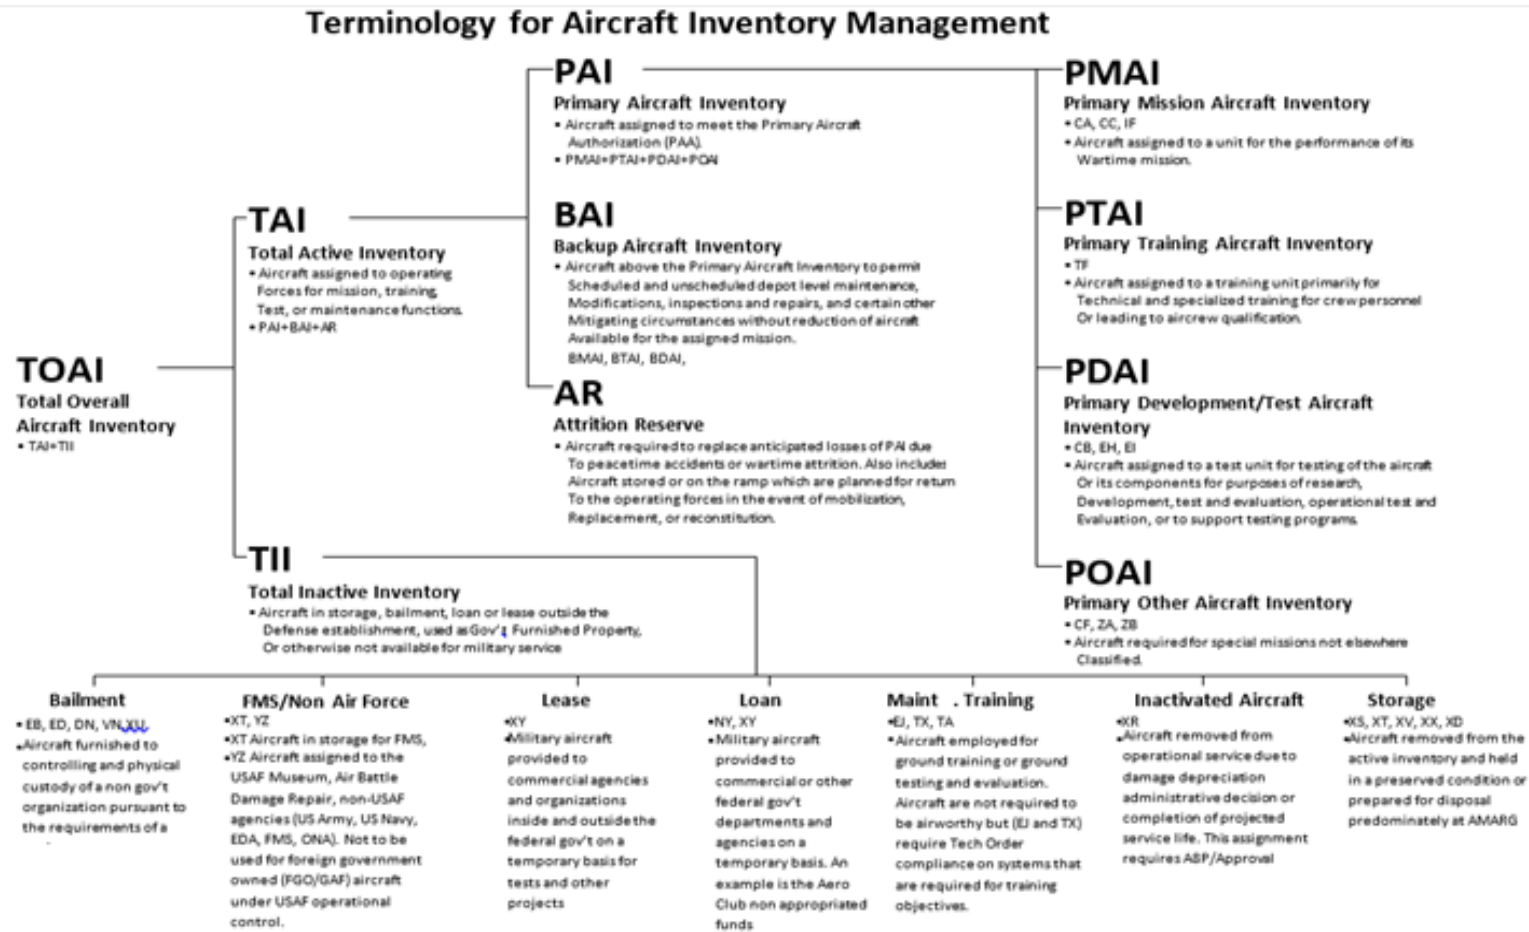 Terminology for Aircraft Inventory Management
PAI
Primary Aircraft Inventory
▪ Aircraft assigned to meet the Primary Aircraft
Authorization (PAA).
▪ PMAI+PTAI+PDAI+POAI
PMAI
Primary Mission Aircraft Inventory
▪ CA, CC, IF
▪ Aircraft assigned to a unit for the performance of its
Wartime mission.
TAI
Total Active Inventory
▪ Aircraft assigned to operating
Forces for mission, training,
Test, or maintenance functions.
▪ PAI+BAI+AR
BAI
Backup Aircraft Inventory
▪ Aircraft above the Primary Aircraft Inventory to permit
Scheduled and unscheduled depot level maintenance,
Modifications, inspections and repairs, and certain other
Mitigating circumstances without reduction of aircraft
Available for the assigned mission.
BMAI, BTAI, BDAI,
PTAI
Primary Training Aircraft Inventory
▪ TF
▪ Aircraft assigned to a training unit primarily for
Technical and specialized training for crew personnel
Or leading to aircrew qualification.
TOAI
Total Overall
Aircraft Inventory
▪ TAI+TII
AR
Attrition Reserve
▪ Aircraft required to replace anticipated losses of PAI due
To peacetime accidents or wartime attrition. Also includes
Aircraft stored or on the ramp which are planned for return
To the operating forces in the event of mobilization,
Replacement, or reconstitution.
PDAI
Primary Development/Test Aircraft
Inventory
▪ CB, EH, EI
▪ Aircraft assigned to a test unit for testing of the aircraft
Or its components for purposes of research,
Development, test and evaluation, operational test and
Evaluation, or to support testing programs.
TII
Total Inactive Inventory
▪ Aircraft in storage, bailment, loan or lease outside the
Defense establishment, used as Gov't Furnished Property,
Or otherwise not available for military service
POAI
Primary Other Aircraft Inventory
▪ CF, ZA, ZB
▪ Aircraft required for special missions not elsewhere
Classified.
Bailment
▪ EB, ED, DN, VN,XU,
▪ Aircraft furnished to
controlling and physical
custody of a non gov't
organization pursuant to
the requirements of a
.
FMS/Non Air Force
▪XT, YZ
▪XT Aircraft in storage for FMS,
▪YZ Aircraft assigned to the
USAF Museum, Air Battle
Damage Repair, non-USAF
agencies (US Army, US Navy,
EDA, FMS, ONA). Not to be
used for foreign government
owned (FGO/GAF) aircraft
under USAF operational
control.
Lease
▪XY
▪Military aircraft
provided to
commercial agencies
and organizations
inside and outside the
federal gov't on a
temporary basis for
tests and other
projects
Loan
▪NY, XY
▪Military aircraft
provided to
commercial or other
federal gov't
departments and
agencies on a
temporary basis. An
example is the Aero
Club non appropriated
funds
Maint . Training
▪EJ, TX, TA
▪Aircraft employed for
ground training or ground
testing and evaluation.
Aircraft are not required to
be airworthy but (EJ and TX)
require Tech Order
compliance on systems that
are required for training
objectives.
Inactivated Aircraft
▪XR
▪Aircraft removed from
operational service due to
damage depreciation
administrative decision or
completion of projected
service life. This assignment
requires ASP/Approval
Storage
▪XS, XT, XV, XX, XD
▪Aircraft removed from the
active inventory and held
in a preserved condition or
prepared for disposal
predominately at AMARG